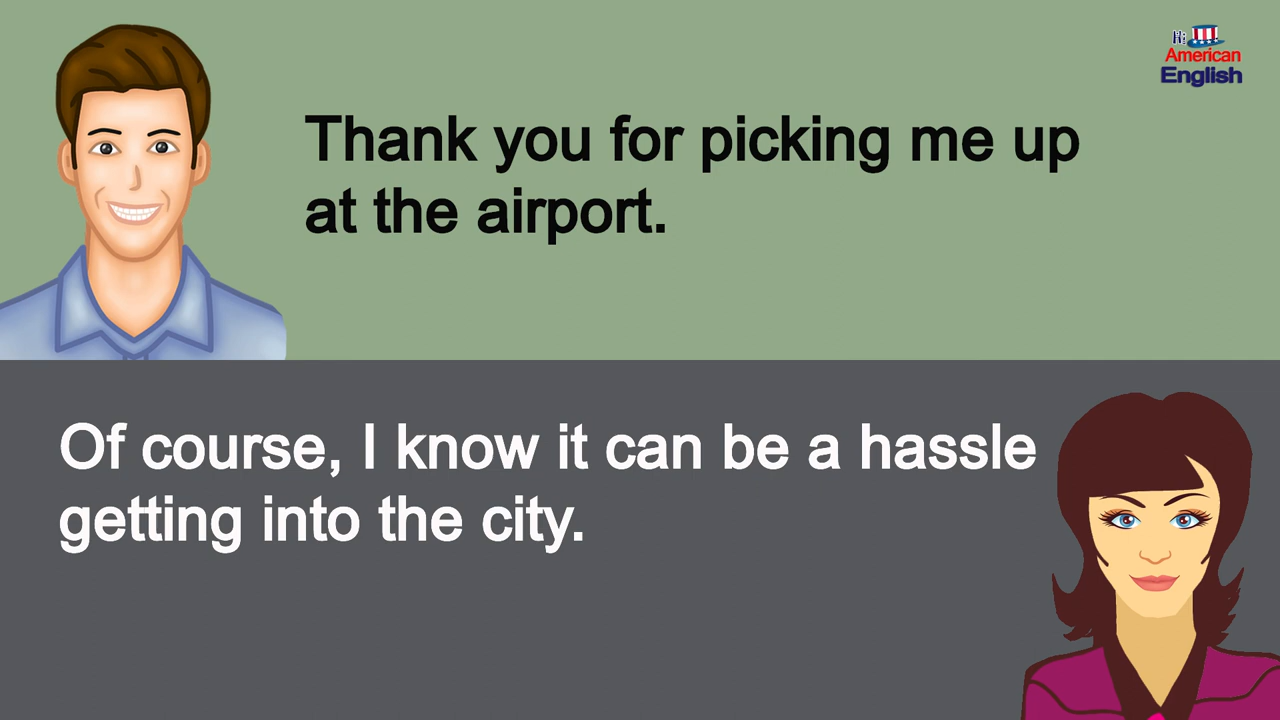 Hi
American
English
Thank you for picking me up
at the airport.
Of course, I know it can be a hassle
getting into the city.